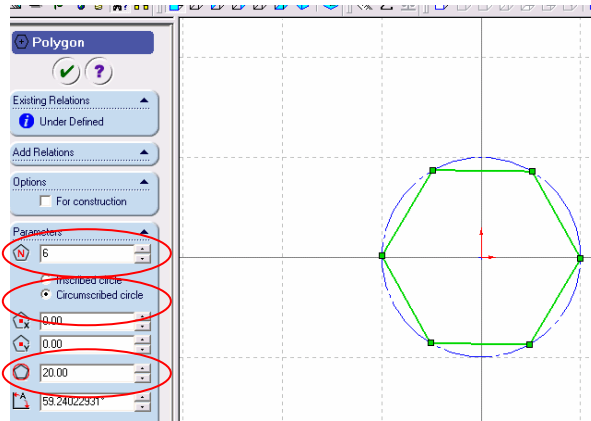 Polygon
?
Existing Relations
i Under Defined
Add Relations
Options
For construction
Parameters
N 6
Inscribed circle
Circumscribed circle
X 0.00
Y 0.00
20.00
A 59.24022931°